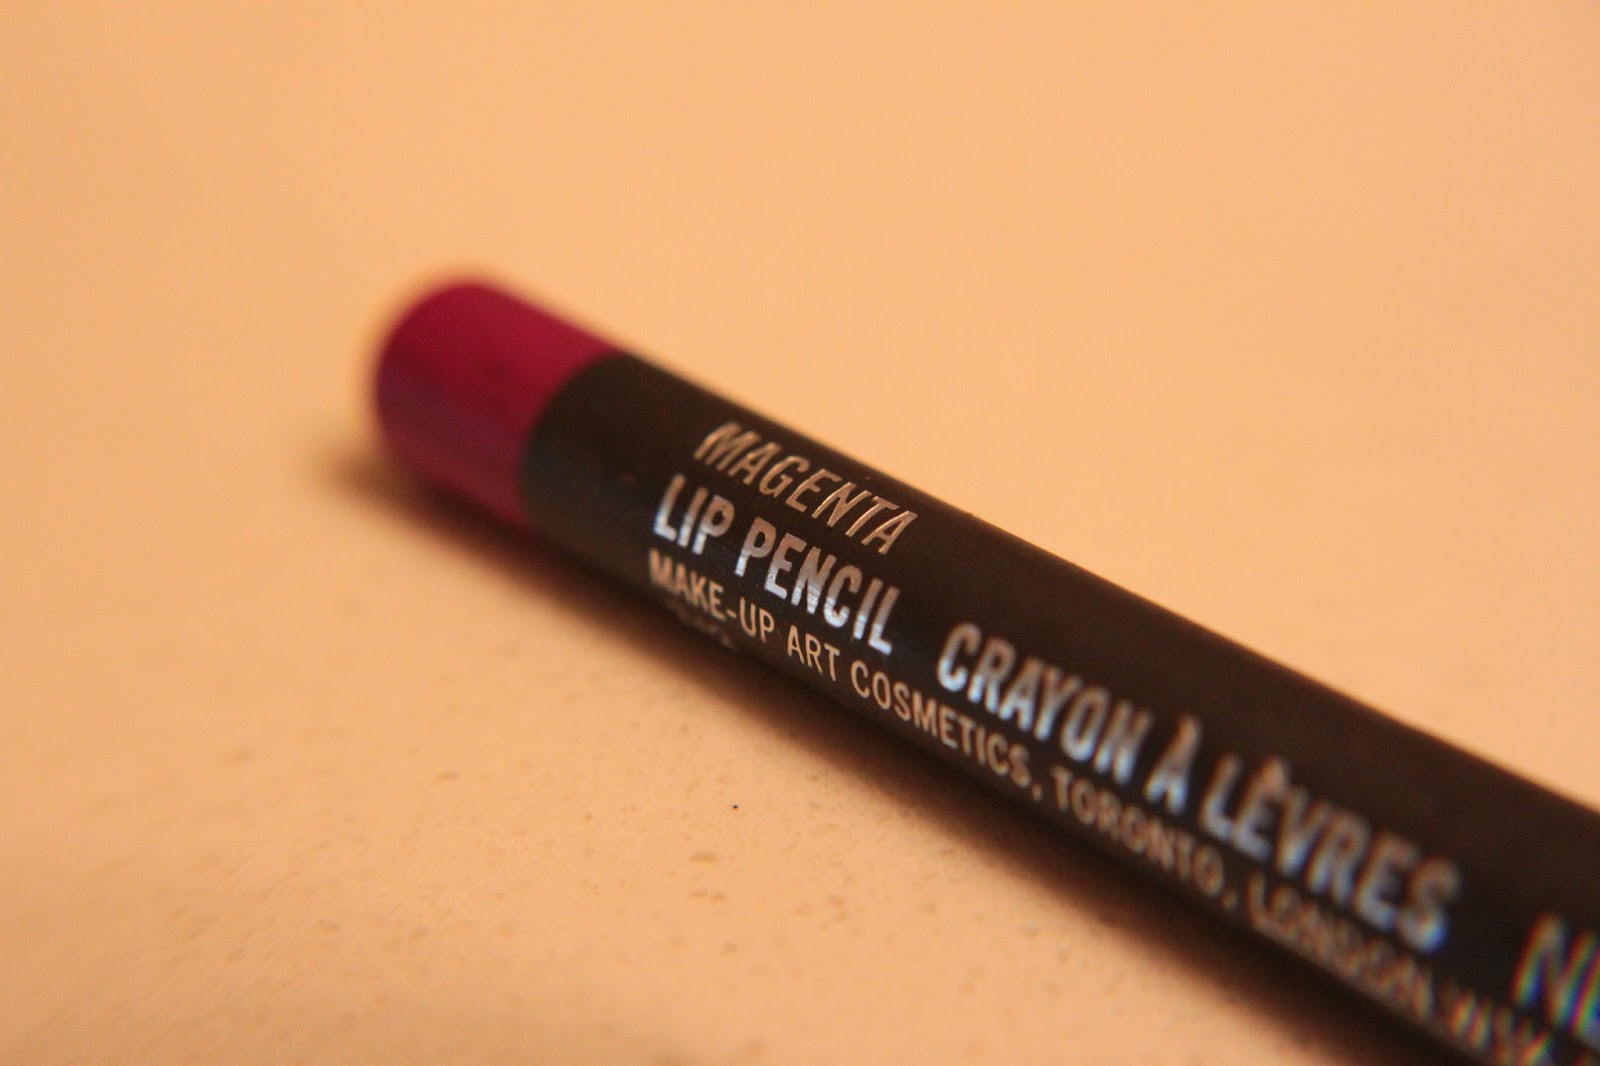 MAGENTA
LIP PENCIL CRAYON À LÈVRES
MAKE-UP ART COSMETICS, TORONTO, LONDON